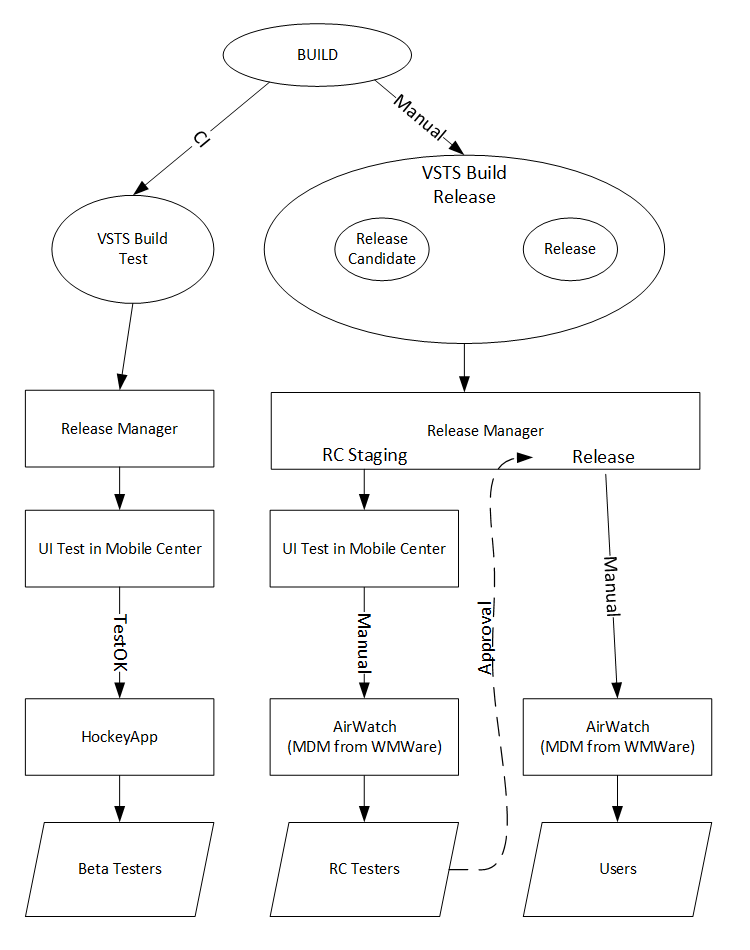 BUILD
CI
Manual
VSTS Build
Release
VSTS Build
Test
Release
Candidate
Release
Release Manager
Release Manager
RC Staging
Release
UI Test in Mobile Center
UI Test in Mobile Center
TestOK
Manual
Approval
Manual
HockeyApp
AirWatch
(MDM from WMWare)
AirWatch
(MDM from WMWare)
Beta Testers
RC Testers
Users